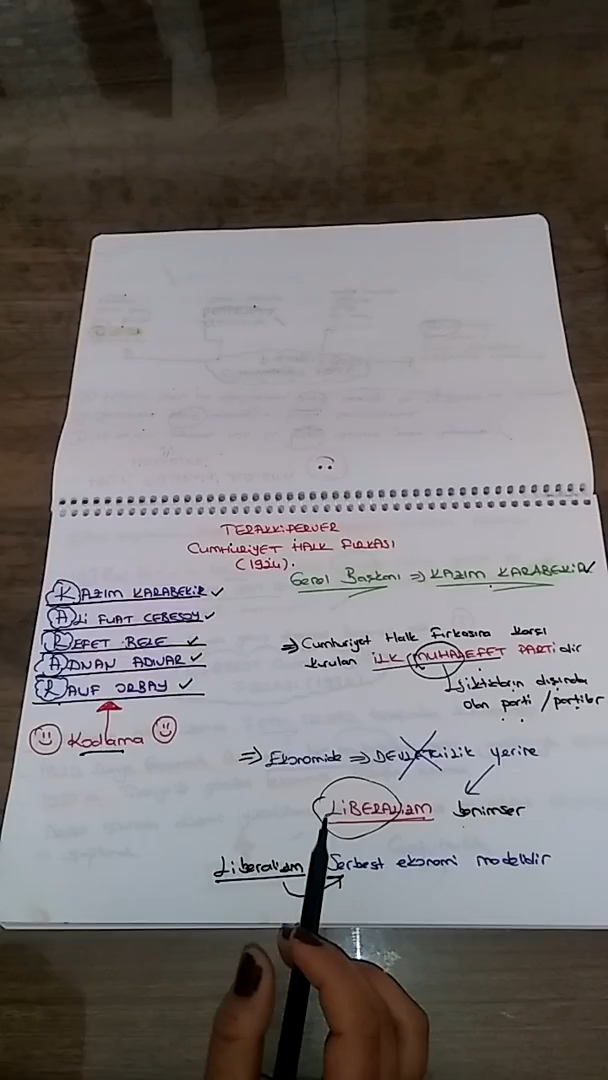 TERAKKİPERVER
CUMHURİYET HALK FIRKASI
(1924).
Genel Başkanı => KAZIM KARABEKİR
KAZIM KARABEKİR ✓
ALİ FUAT CEBESOY ✓
REFET BELE ✓
ADNAN ADIVAR ✓
RAUF ORBAY ✓
Kodlama
=> Cumhuriyet Halk Fırkasına karşı
kurulan İLK MUHALEFET PARTİdir
İktidarın dışında
olan parti / partiler
=> Ekonomide => DEVLETÇİLİK yerine
LİBERALİZM benimser
Liberalizm Serbest ekonomi modelidir